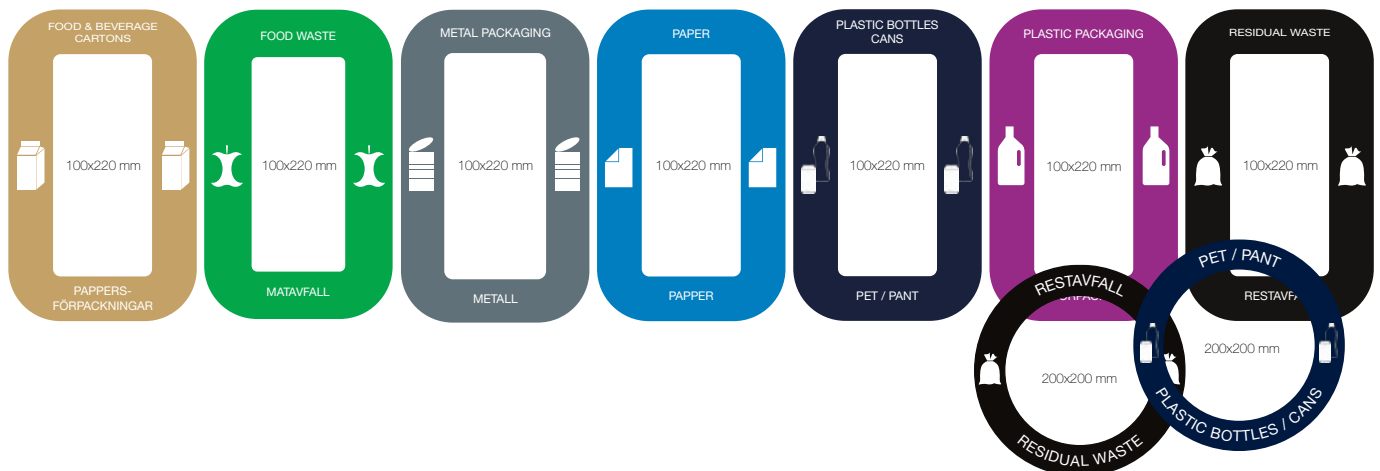 FOOD & BEVERAGE
CARTONS
100x220 mm
PAPPERS-
FÖRPACKNINGAR
FOOD WASTE
100x220 mm
MATAVFALL
METAL PACKAGING
100x220 mm
METALL
PAPER
100x220 mm
PAPPER
PLASTIC BOTTLES
CANS
100x220 mm
PET / PANT
PLASTIC PACKAGING
100x220 mm
RESIDUAL WASTE
100x220 mm
RESTAVFA
RESTAVFALL
200x200 mm
RESIDUAL WASTE
PET / PANT
200x200 mm
PLASTIC BOTTLES / CANS